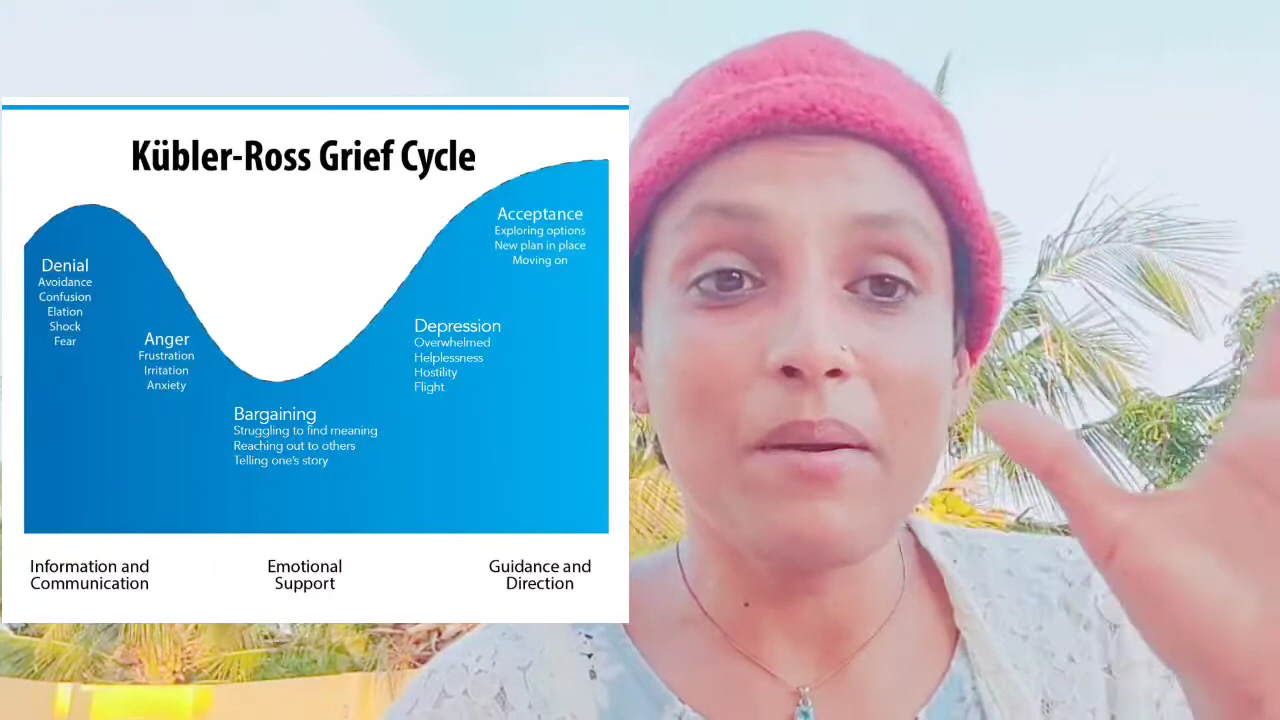 Kübler-Ross Grief Cycle
Denial
Avoidance
Confusion
Elation
Shock
Fear
Anger
Frustration
Irritation
Anxiety
Bargaining
Struggling to find meaning
Reaching out to others
Telling one's story
Depression
Overwhelmed
Helplessness
Hostility
Flight
Acceptance
Exploring options
New plan in place
Moving on
Information and
Communication
Emotional
Support
Guidance and
Direction